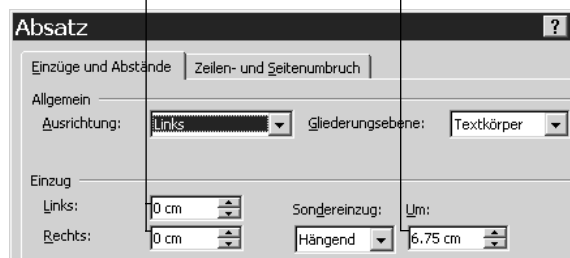 Absatz ?
Einzüge und Abstände Zeilen- und Seitenumbruch
Allgemein
Ausrichtung: Links Gliederungsebene: Textkörper
Einzug
Links: 0 cm Sondereinzug: Um:
Rechts: 0 cm Hängend 6.75 cm